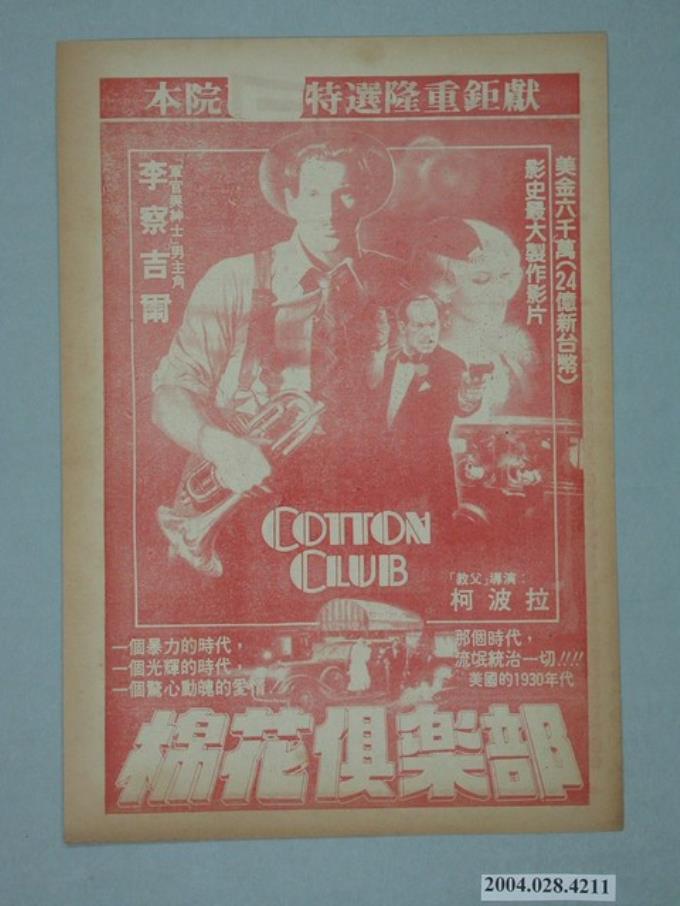 本院 特選隆重鉅獻
美金六千萬(24億新台幣)
影史最大製作影片
「軍官與紳士」男主角
李察吉爾
COTTON
CLUB
「教父」導演：
柯波拉
一個暴力的時代，
一個光輝的時代，
一個驚心動魄的愛情
那個時代，
流氓統治一切!!!!
美國的1930年代
棉花俱樂部
2004.028.4211